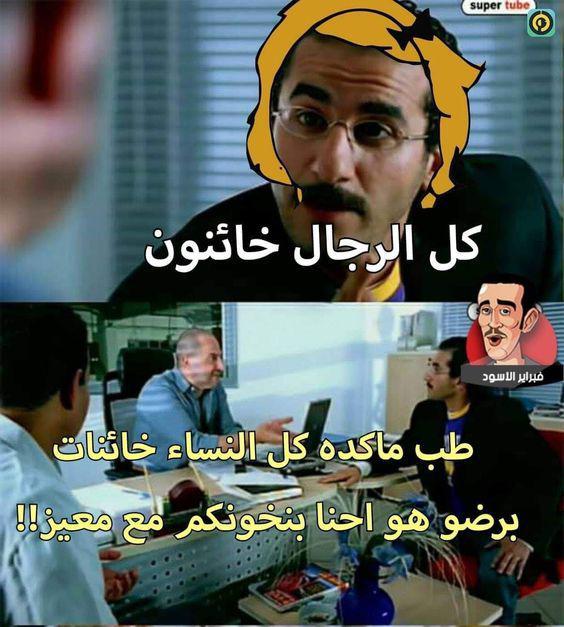 super tube
كل الرجال خائنون
فبراير الاسود
طب ماكده كل النساء خائنات
برضو هو احنا بنخونكم مع معيز!!